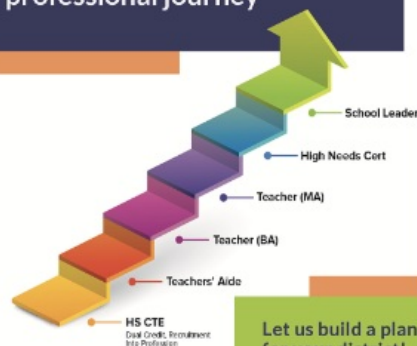 professional journey
School Leader
High Needs Cert
Teacher (MA)
Teacher (BA)
Teachers' Aide
HS CTE
Dual Credit, Recruitment
Into Profession
Let us build a plan